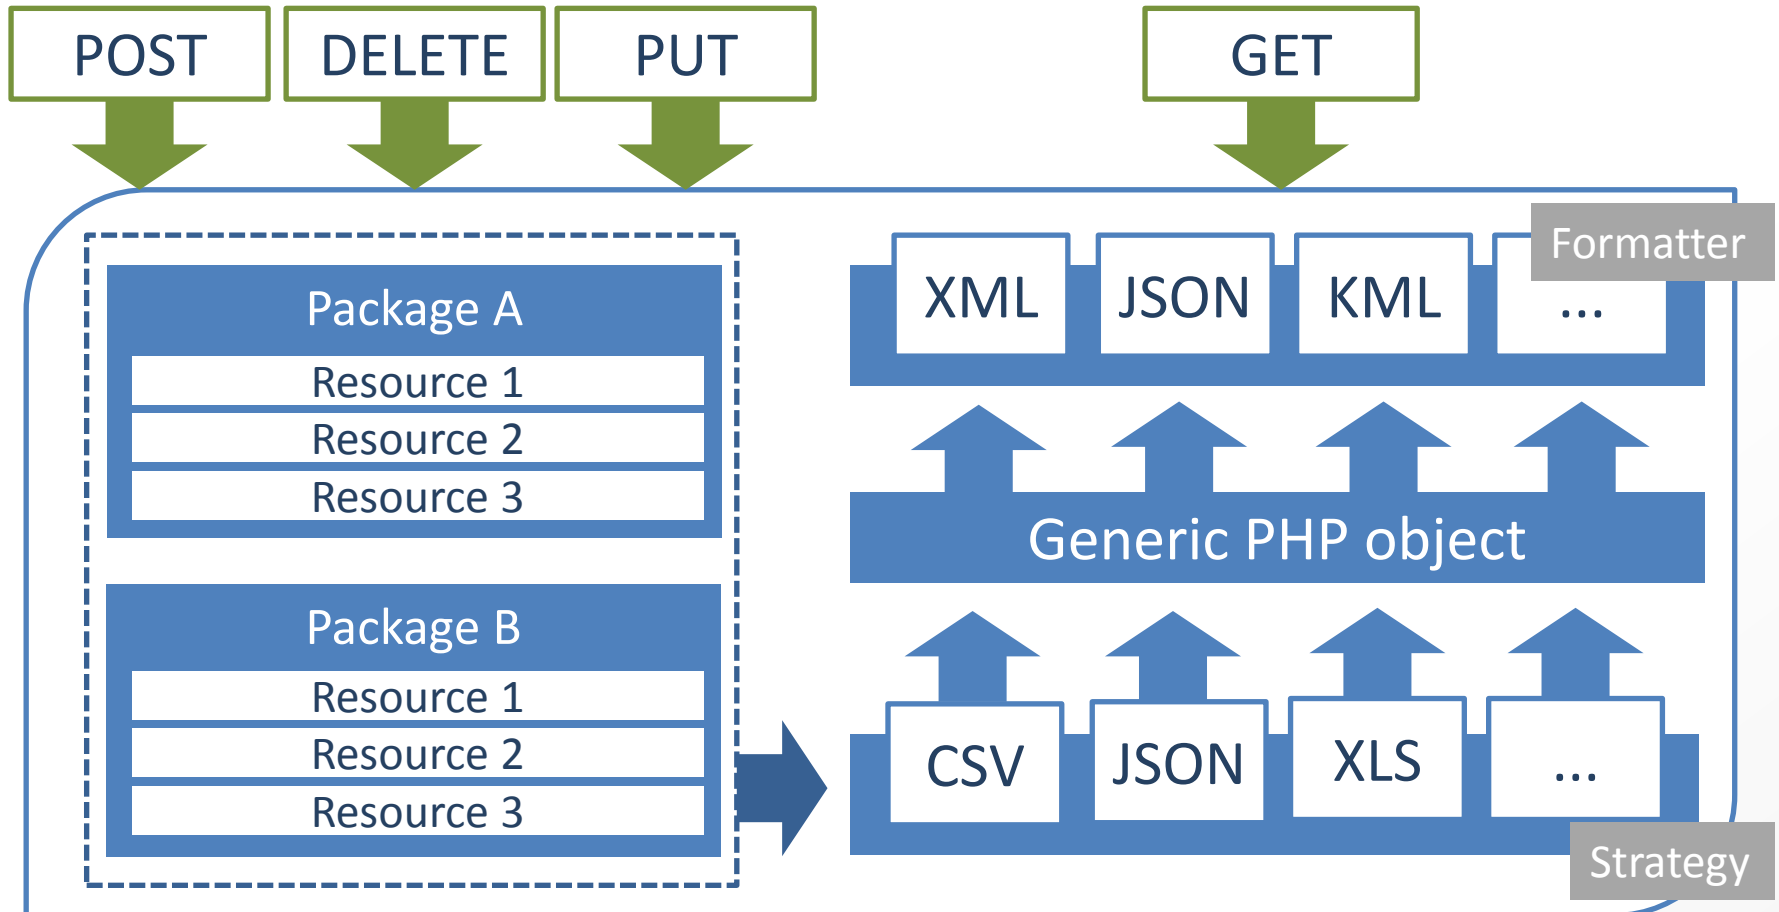 POST
DELETE
PUT
GET
Package A
Resource 1
Resource 2
Resource 3
Package B
Resource 1
Resource 2
Resource 3
Formatter
XML
JSON
KML
...
Generic PHP object
CSV
JSON
XLS
...
Strategy